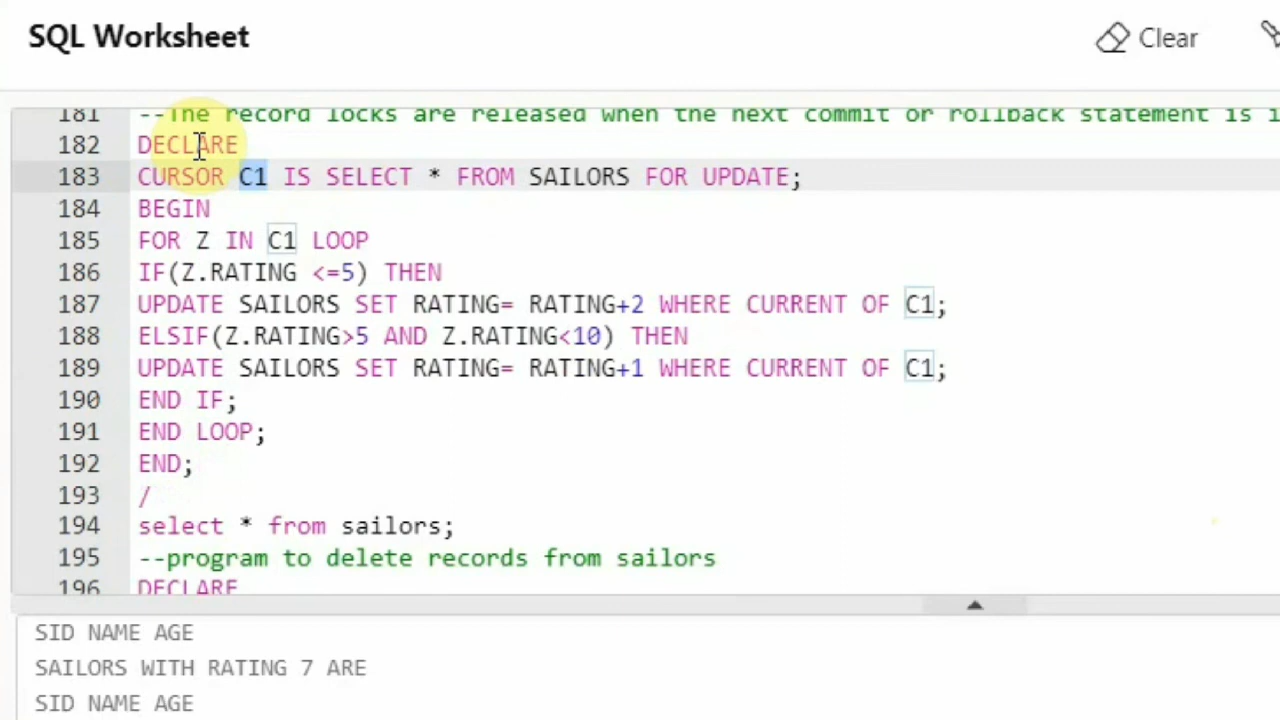 SQL Worksheet
Clear
181 --The record locks are released when the next commit or rollback statement is
182 DECLARE
183 CURSOR C1 IS SELECT * FROM SAILORS FOR UPDATE;
184 BEGIN
185 FOR Z IN C1 LOOP
186 IF(Z.RATING <=5) THEN
187 UPDATE SAILORS SET RATING= RATING+2 WHERE CURRENT OF C1;
188 ELSIF(Z.RATING>5 AND Z.RATING<10) THEN
189 UPDATE SAILORS SET RATING= RATING+1 WHERE CURRENT OF C1;
190 END IF;
191 END LOOP;
192 END;
193 /
194 select * from sailors;
195 --program to delete records from sailors
196 DECLARE
SID NAME AGE
SAILORS WITH RATING 7 ARE
SID NAME AGE